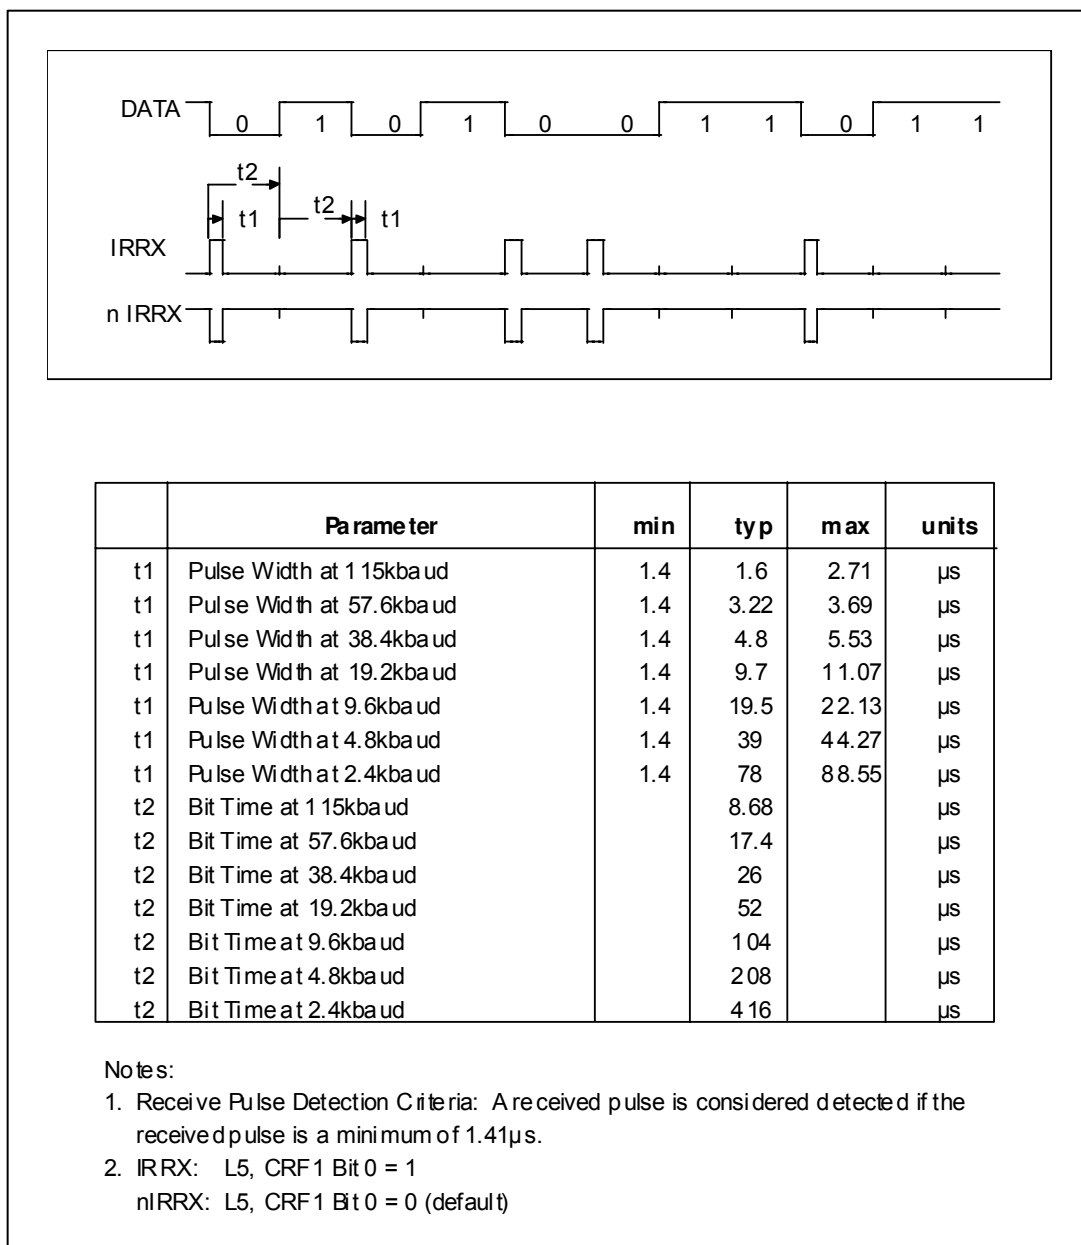 DATA 0 1 0 1 0 0 1 1 0 1 1
t2
t2
t1 t1
IRRX
n IRRX
Parameter min typ max units
t1 Pulse Width at 115kbaud 1.4 1.6 2.71 µs
t1 Pulse Width at 57.6kbaud 1.4 3.22 3.69 µs
t1 Pulse Width at 38.4kbaud 1.4 4.8 5.53 µs
t1 Pulse Width at 19.2kbaud 1.4 9.7 11.07 µs
t1 Pulse Width at 9.6kbaud 1.4 19.5 22.13 µs
t1 Pulse Width at 4.8kbaud 1.4 39 44.27 µs
t1 Pulse Width at 2.4kbaud 1.4 78 88.55 µs
t2 Bit Time at 115kbaud 8.68 µs
t2 Bit Time at 57.6kbaud 17.4 µs
t2 Bit Time at 38.4kbaud 26 µs
t2 Bit Time at 19.2kbaud 52 µs
t2 Bit Time at 9.6kbaud 104 µs
t2 Bit Time at 4.8kbaud 208 µs
t2 Bit Time at 2.4kbaud 416 µs
Notes:
1. Receive Pulse Detection Criteria: A received pulse is considered detected if the
received pulse is a minimum of 1.41µs.
2. IRRX: L5, CRF1 Bit 0 = 1
nIRRX: L5, CRF1 Bit 0 = 0 (default)